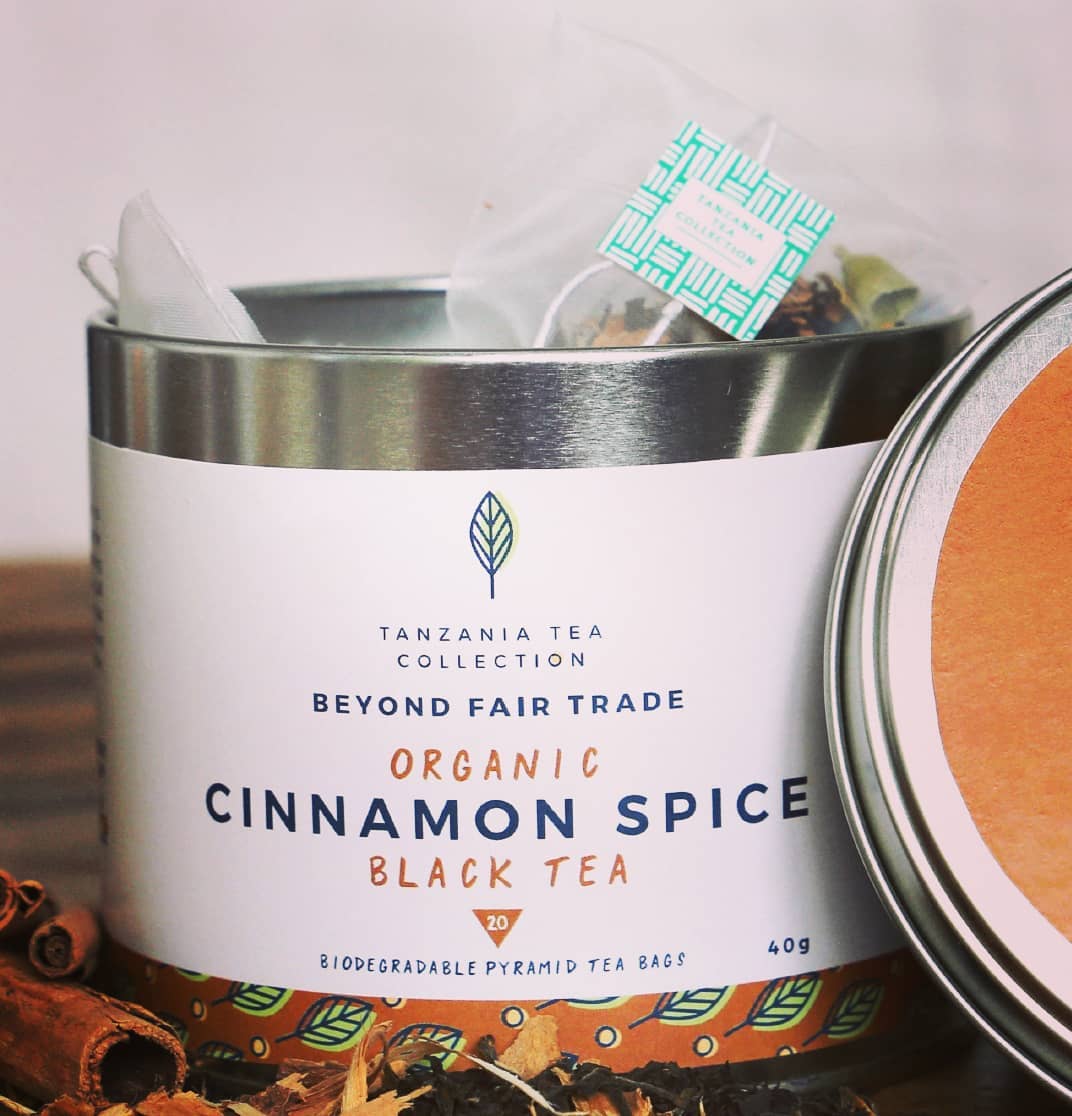 TANZANIA
TEA
COLLECTION
TANZANIA TEA
COLLECTION
BEYOND FAIR TRADE
ORGANIC
CINNAMON SPICE
BLACK TEA
20
BIODEGRADABLE PYRAMID TEA BAGS
40g